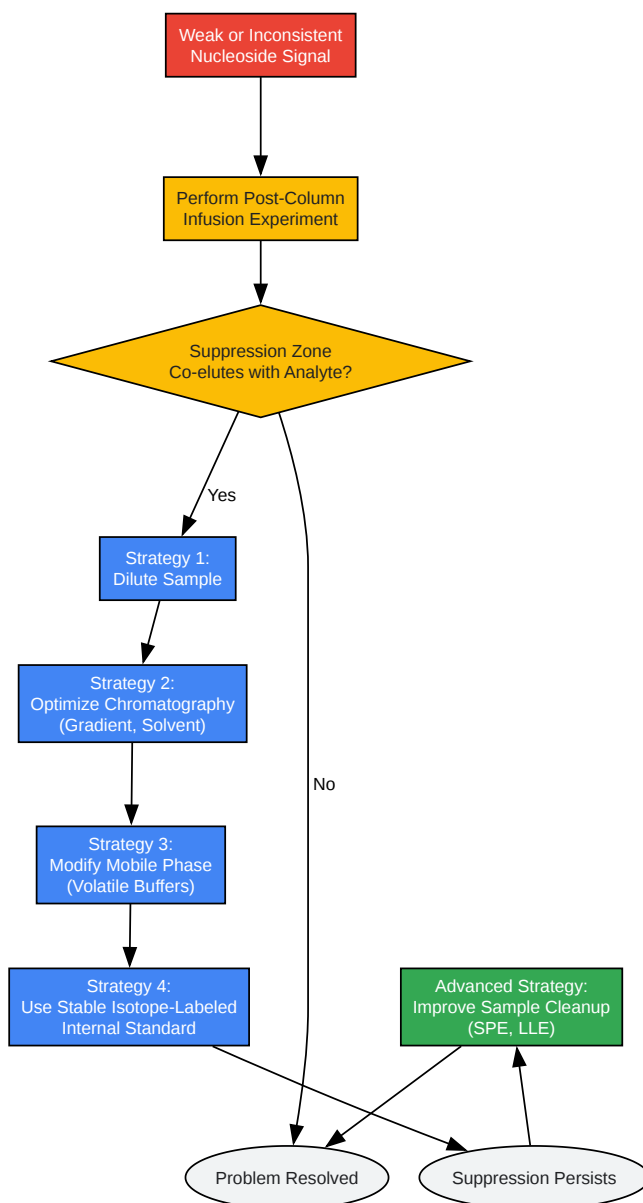 Weak or Inconsistent
Nucleoside Signal
Perform Post-Column
Infusion Experiment
Suppression Zone
Co-elutes with Analyte?
Yes
Strategy 1:
Dilute Sample
Strategy 2:
Optimize Chromatography
(Gradient, Solvent)
No
Strategy 3:
Modify Mobile Phase
(Volatile Buffers)
Strategy 4:
Use Stable Isotope-Labeled
Internal Standard
Advanced Strategy:
Improve Sample Cleanup
(SPE, LLE)
Problem Resolved
Suppression Persists